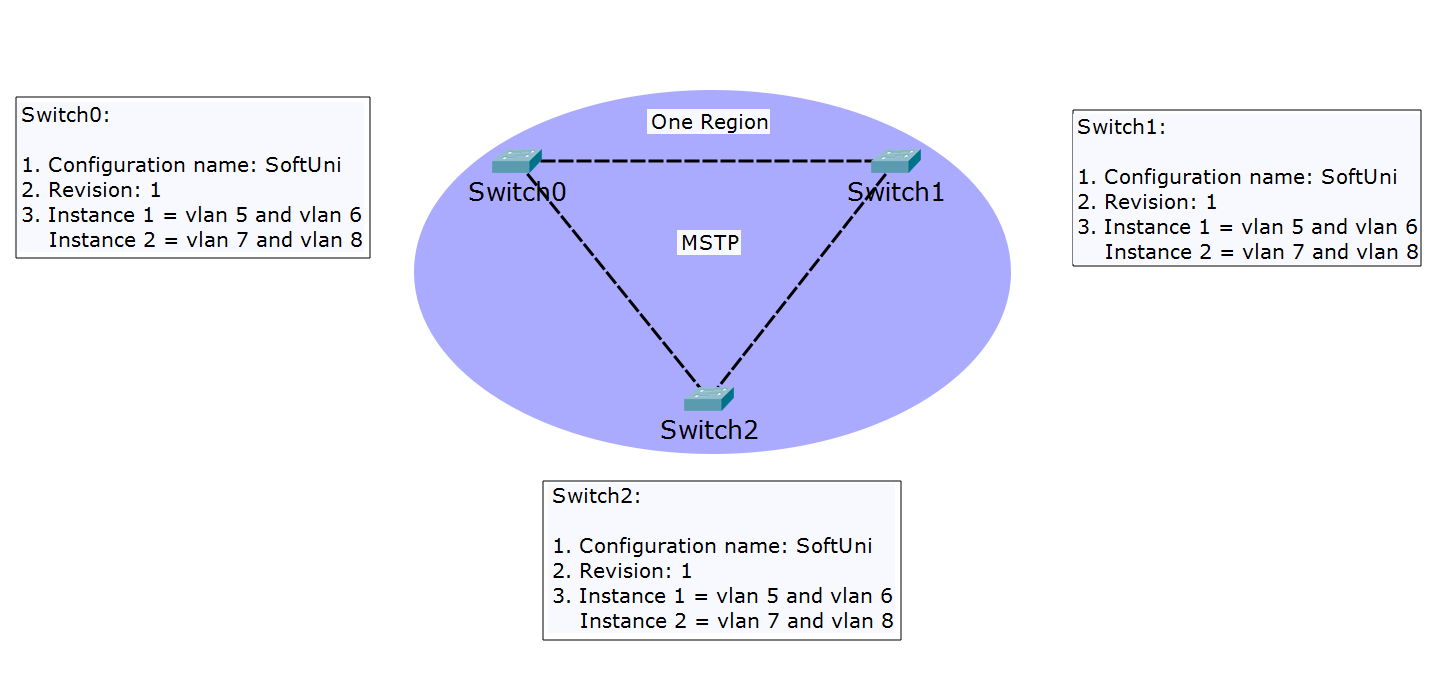 Switch0:
1. Configuration name: SoftUni
2. Revision: 1
3. Instance 1 = vlan 5 and vlan 6
Instance 2 = vlan 7 and vlan 8
One Region
Switch0
Switch1
MSTP
Switch2
Switch1:
1. Configuration name: SoftUni
2. Revision: 1
3. Instance 1 = vlan 5 and vlan 6
Instance 2 = vlan 7 and vlan 8
Switch2:
1. Configuration name: SoftUni
2. Revision: 1
3. Instance 1 = vlan 5 and vlan 6
Instance 2 = vlan 7 and vlan 8